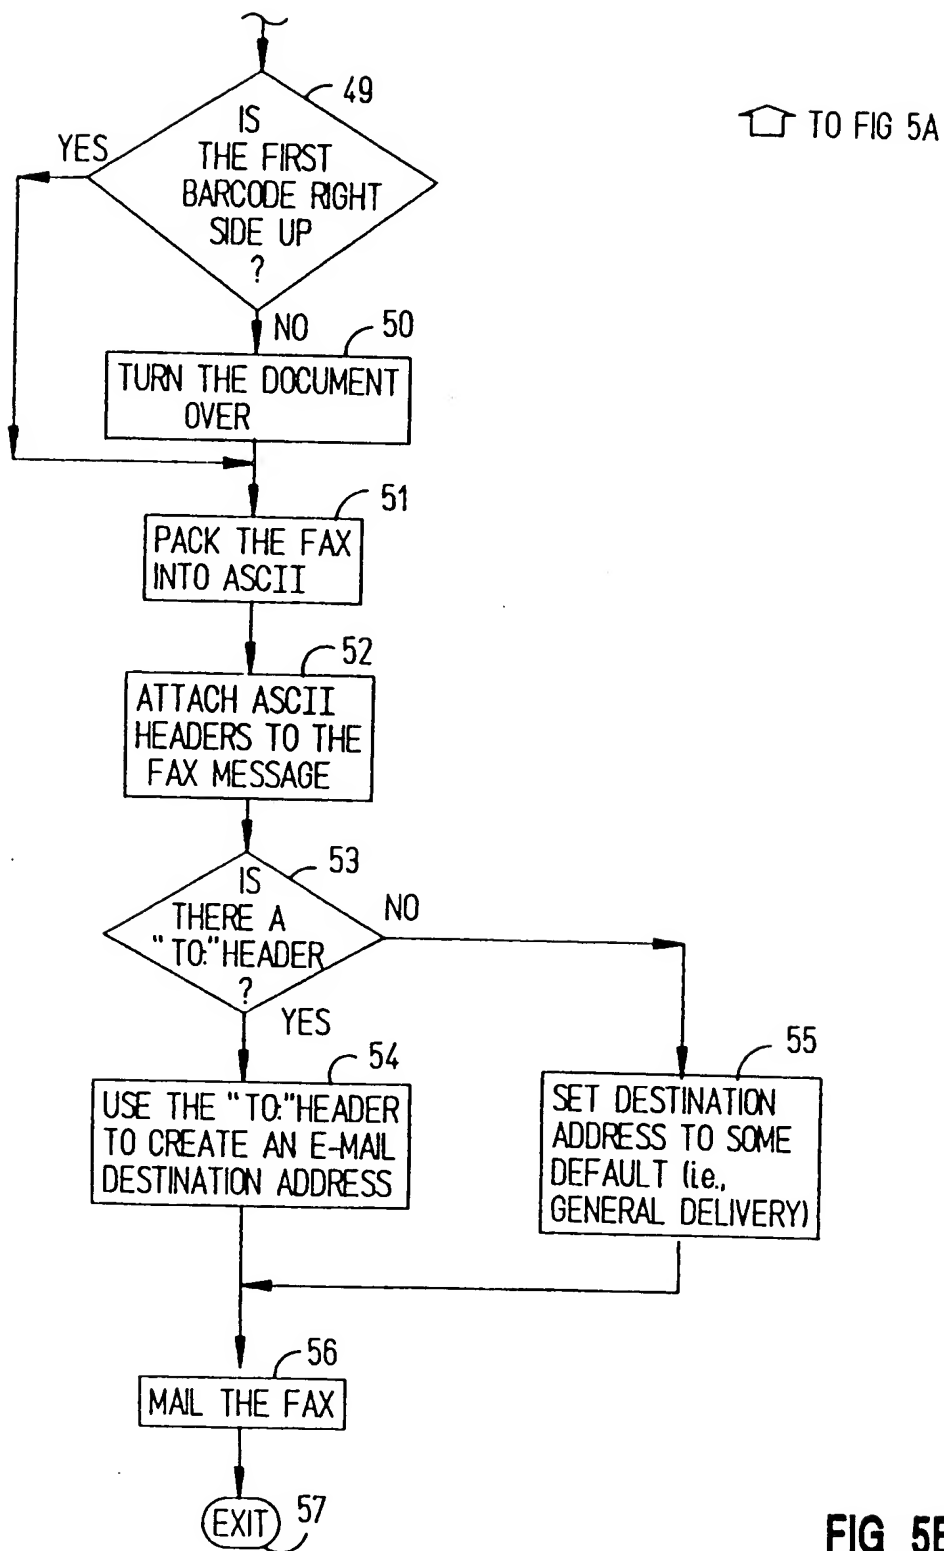 49
TO FIG 5A
IS
THE FIRST
BARCODE RIGHT
SIDE UP
?
YES
NO
50
TURN THE DOCUMENT
OVER
51
PACK THE FAX
INTO ASCII
52
ATTACH ASCII
HEADERS TO THE
FAX MESSAGE
53
IS
THERE A
"TO:"HEADER
?
NO
YES
54
USE THE "TO:"HEADER
TO CREATE AN E-MAIL
DESTINATION ADDRESS
55
SET DESTINATION
ADDRESS TO SOME
DEFAULT (i.e.,
GENERAL DELIVERY)
56
MAIL THE FAX
EXIT
57
FIG 5B